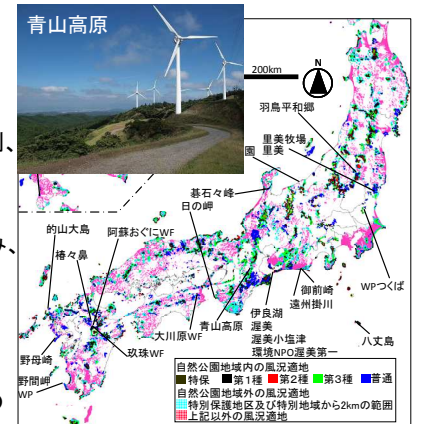 青山高原
200km
N
羽鳥平和郷
、
里美牧場
里美
園
碁石々峰
日の岬
的山大島
阿蘇おぐにWF
、
椿々鼻
WPつくば
御前崎
遠州掛川
伊良湖
渥美
渥美小塩津
環境NPO渥美第一
青山高原
大川原WF
八丈島
玖珠WF
野母崎
野間岬
WP
の
自然公園地域内の風況適地
特保 第1種 第2種 第3種 普通
自然公園地域外の風況適地
特別保護地区及び特別地域から2kmの範囲
上記以外の風況適地